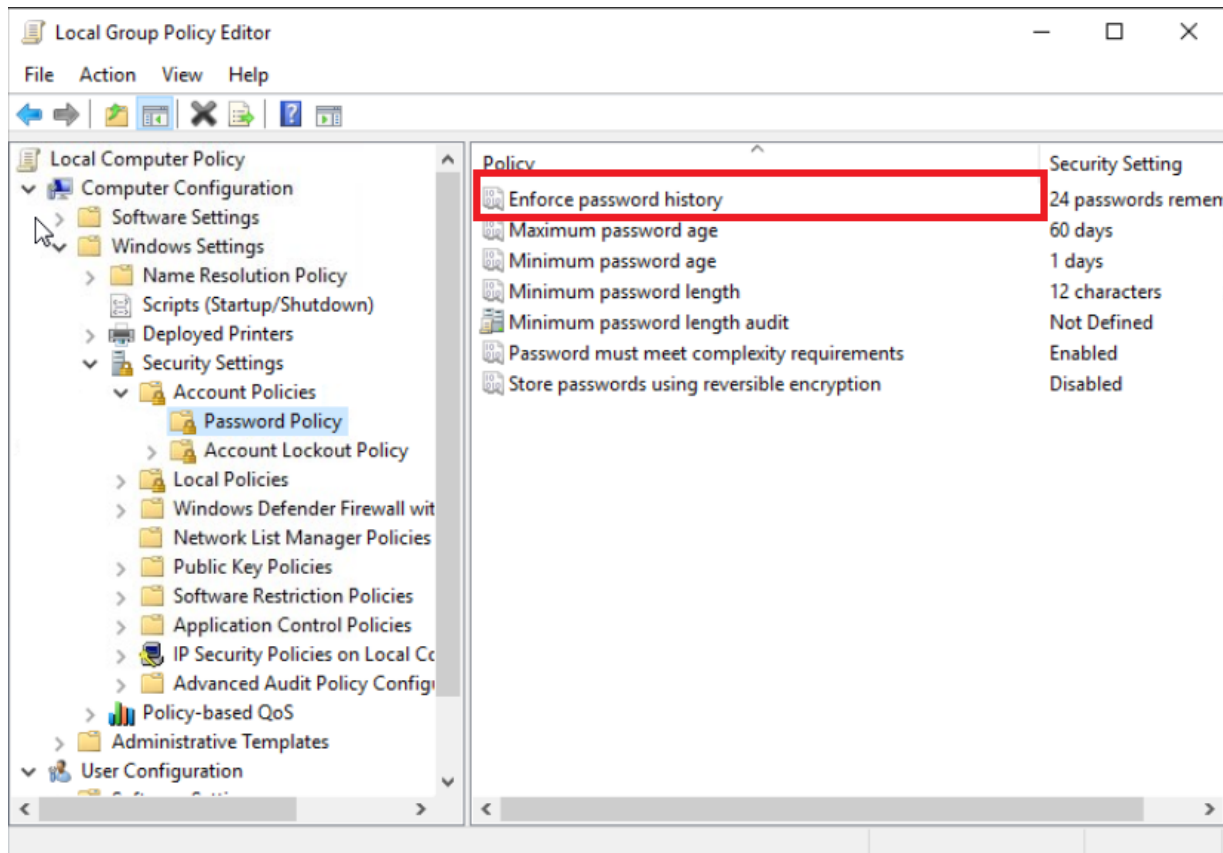 Local Group Policy Editor
File Action View Help
Local Computer Policy
Computer Configuration
Software Settings
Windows Settings
Name Resolution Policy
Scripts (Startup/Shutdown)
Deployed Printers
Security Settings
Account Policies
Password Policy
Account Lockout Policy
Local Policies
Windows Defender Firewall wit
Network List Manager Policies
Public Key Policies
Software Restriction Policies
Application Control Policies
IP Security Policies on Local Co
Advanced Audit Policy Config
Policy-based QoS
Administrative Templates
User Configuration
Policy Security Setting
Enforce password history 24 passwords remem
Maximum password age 60 days
Minimum password age 1 days
Minimum password length 12 characters
Minimum password length audit Not Defined
Password must meet complexity requirements Enabled
Store passwords using reversible encryption Disabled